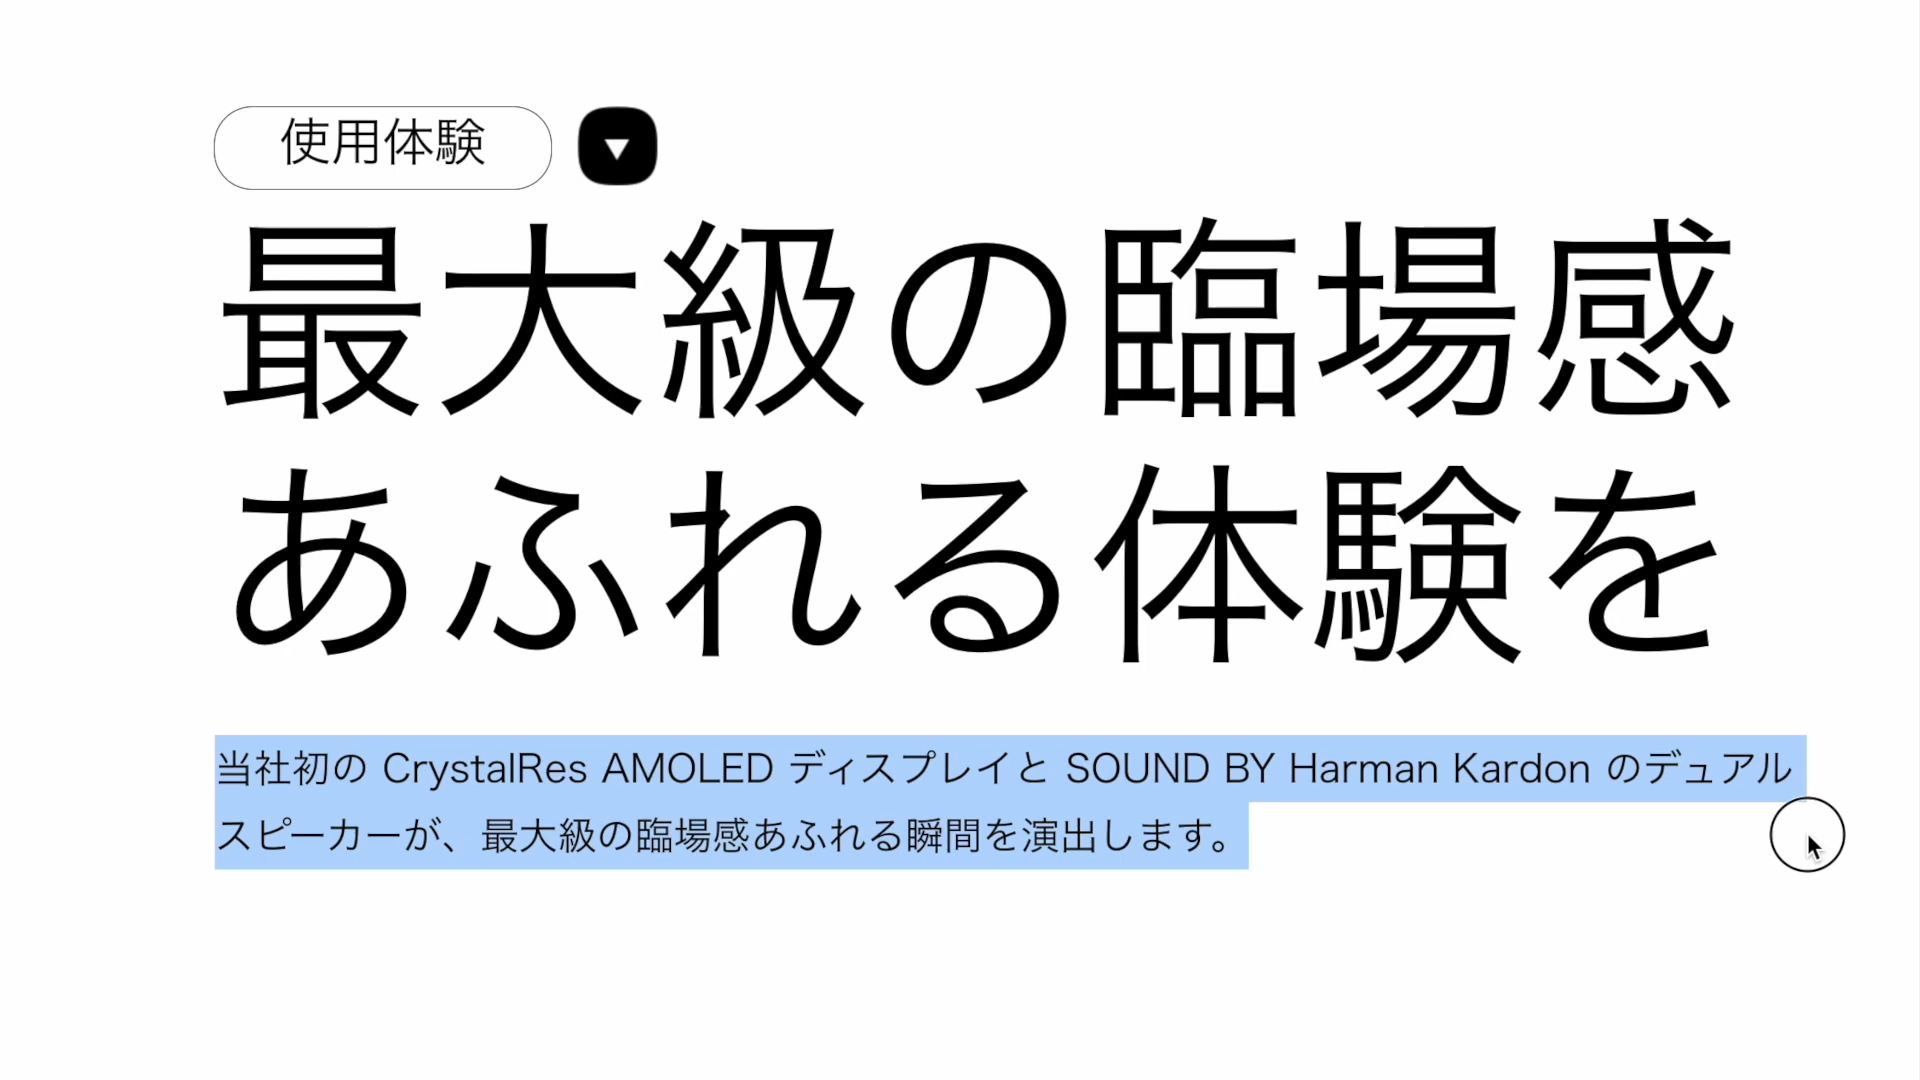 使用体験
最大級の臨場感
あふれる体験を
当社初の CrystalRes AMOLED ディスプレイと SOUND BY Harman Kardon のデュアル
スピーカーが、最大級の臨場感あふれる瞬間を演出します。